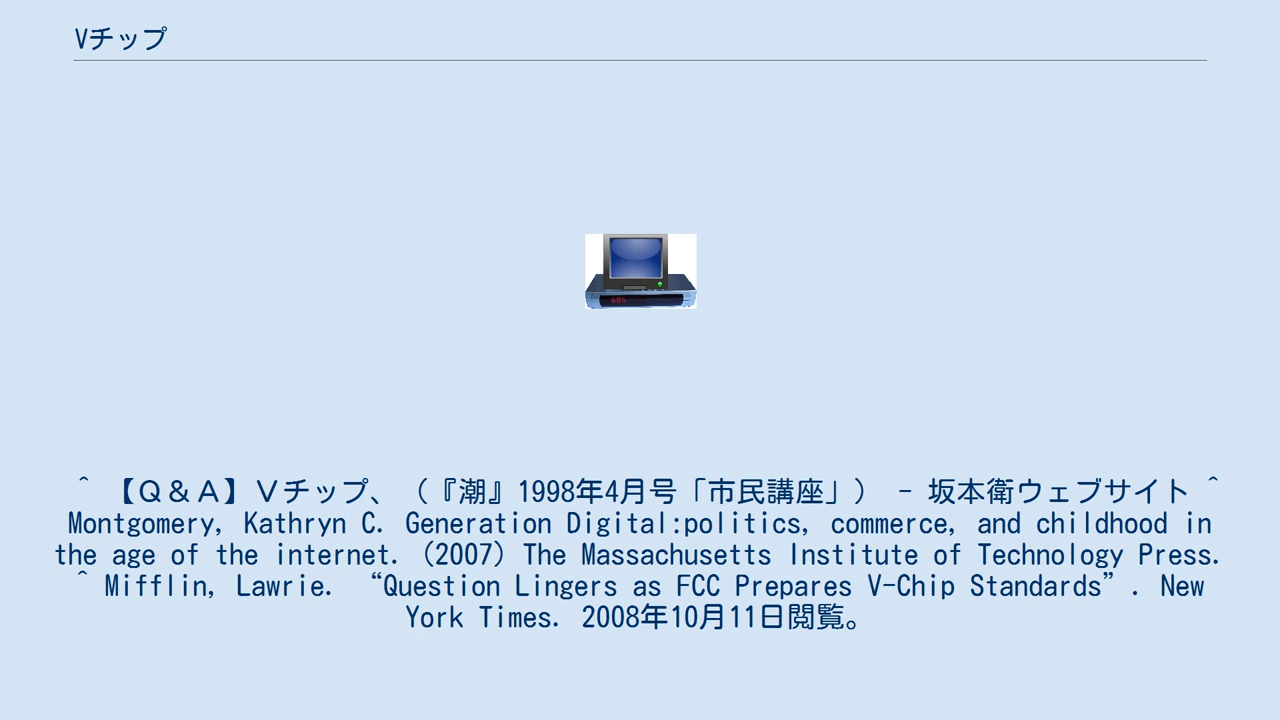 Vチップ
685
^ 【Ｑ＆Ａ】Ｖチップ、（『潮』1998年4月号「市民講座」） - 坂本衛ウェブサイト ^
Montgomery, Kathryn C. Generation Digital:politics, commerce, and childhood in
the age of the internet. (2007) The Massachusetts Institute of Technology Press.
^ Mifflin, Lawrie. “Question Lingers as FCC Prepares V-Chip Standards”. New
York Times. 2008年10月11日閲覧。